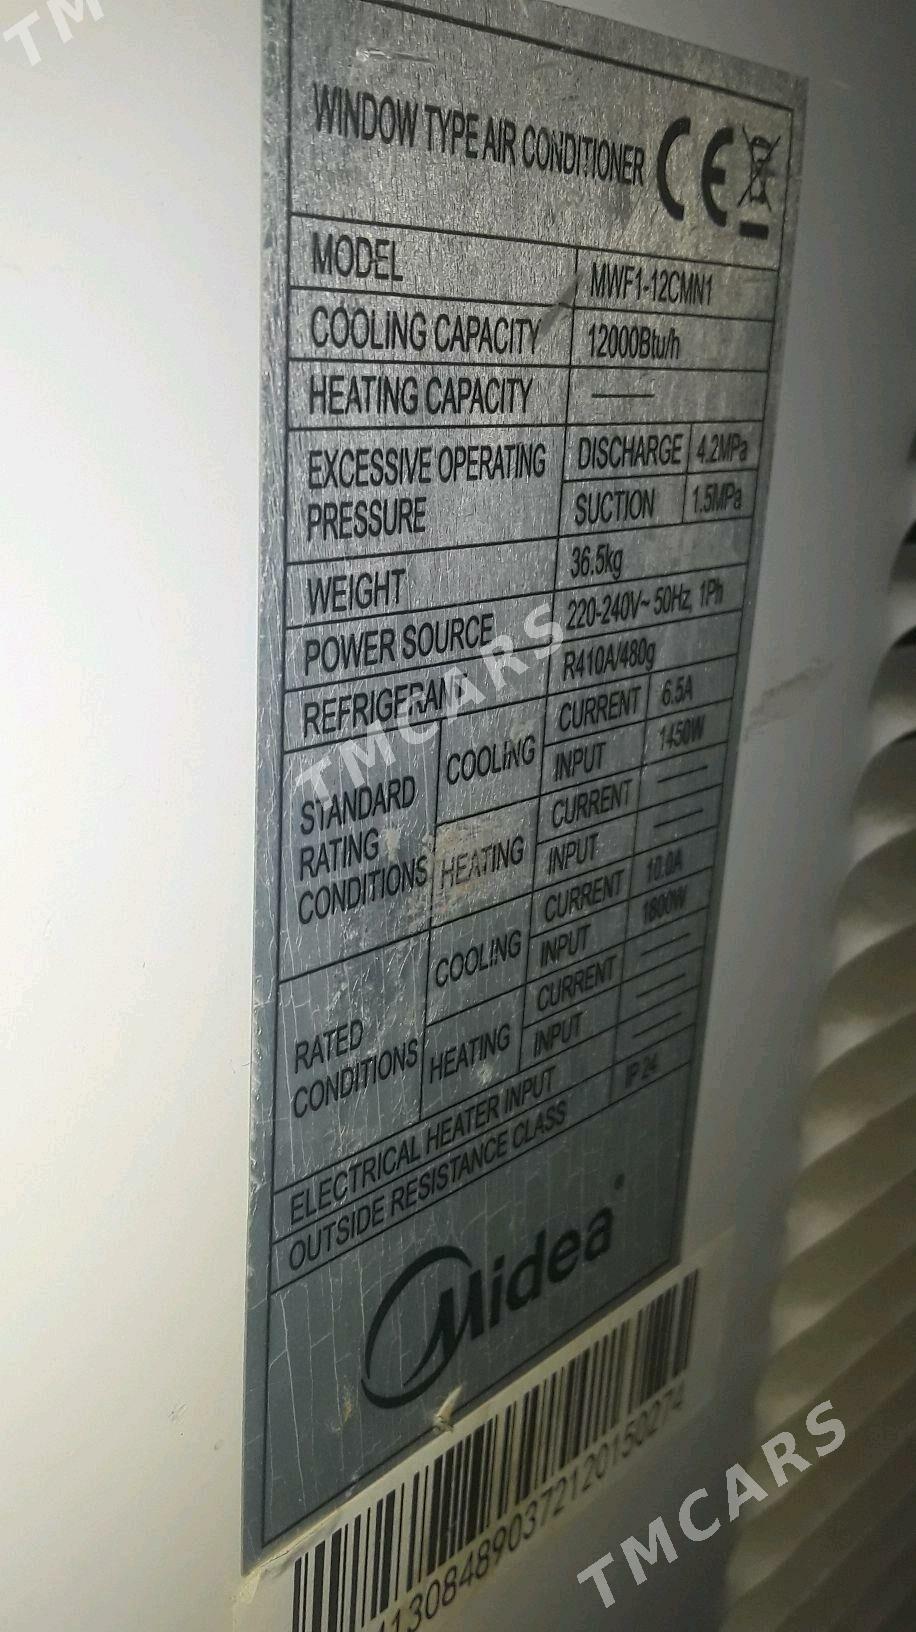 TM
WINDOW TYPE AIR CONDITIONER CE
MODEL MWF1-12CMN1
COOLING CAPACITY 12000Btu/h
HEATING CAPACITY ——
EXCESSIVE OPERATING PRESSURE DISCHARGE 4.2MPa
SUCTION 1.5MPa
WEIGHT 36.5kg
POWER SOURCE 220-240V~ 50Hz, 1Ph
REFRIGERANT R410A/480g
STANDARD RATING CONDITIONS COOLING CURRENT 6.5A
INPUT 1450W
HEATING CURRENT ——
INPUT ——
RATED CONDITIONS COOLING CURRENT 10.0A
INPUT 1800W
HEATING CURRENT ——
INPUT ——
ELECTRICAL HEATER INPUT ——
OUTSIDE RESISTANCE CLASS IP 24
Midea®
TMCARS
TMCARS